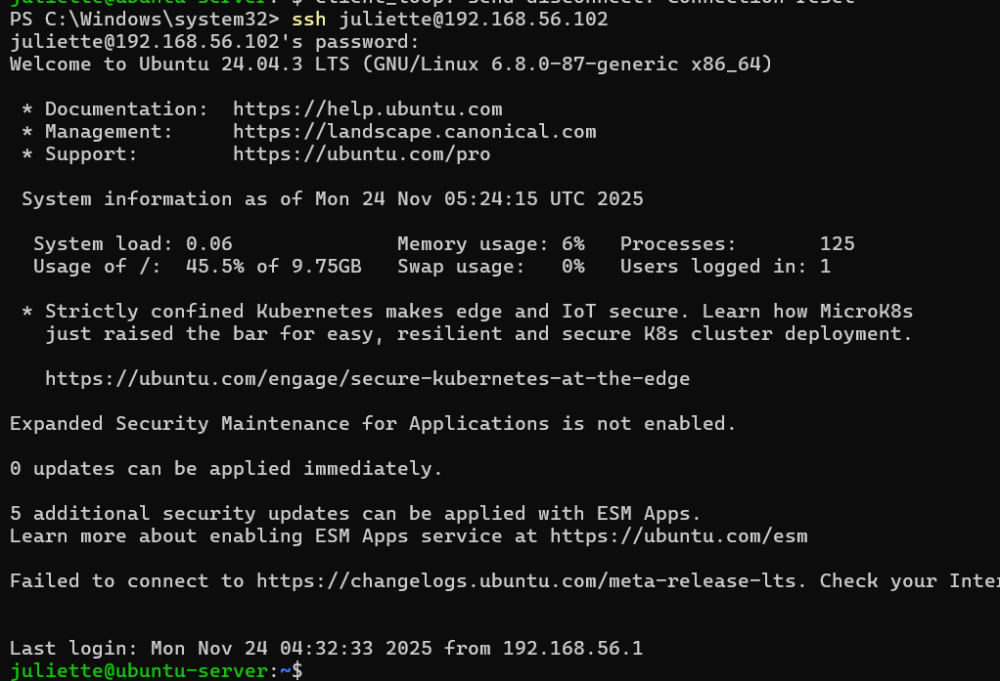 juliette@ubuntu-server:~$ client_loop: send disconnect: Connection reset
PS C:\Windows\system32> ssh juliette@192.168.56.102
juliette@192.168.56.102's password:
Welcome to Ubuntu 24.04.3 LTS (GNU/Linux 6.8.0-87-generic x86_64)
* Documentation:  https://help.ubuntu.com
* Management:     https://landscape.canonical.com
* Support:        https://ubuntu.com/pro
System information as of Mon 24 Nov 05:24:15 UTC 2025
System load: 0.06              Memory usage: 6%   Processes:       125
Usage of /:  45.5% of 9.75GB   Swap usage:   0%   Users logged in: 1
* Strictly confined Kubernetes makes edge and IoT secure. Learn how MicroK8s
just raised the bar for easy, resilient and secure K8s cluster deployment.
https://ubuntu.com/engage/secure-kubernetes-at-the-edge
Expanded Security Maintenance for Applications is not enabled.
0 updates can be applied immediately.
5 additional security updates can be applied with ESM Apps.
Learn more about enabling ESM Apps service at https://ubuntu.com/esm
Failed to connect to https://changelogs.ubuntu.com/meta-release-lts. Check your
Last login: Mon Nov 24 04:32:33 2025 from 192.168.56.1
juliette@ubuntu-server:~$